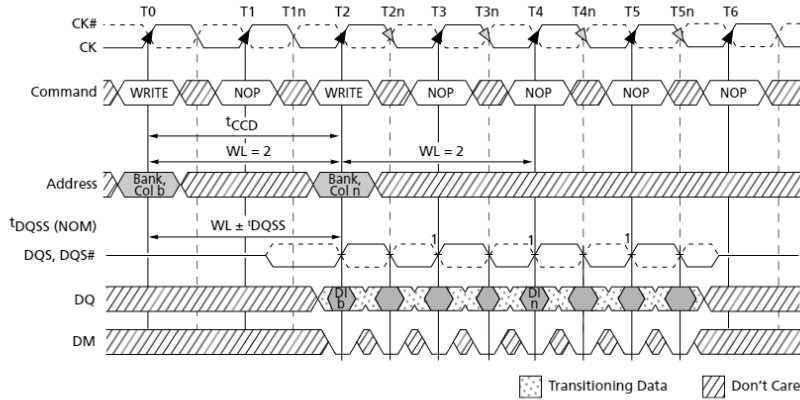 T0 T1 T1n T2 T2n T3 T3n T4 T4n T5 T5n T6
CK#
CK
Command WRITE NOP WRITE NOP NOP NOP NOP
tCCD
WL = 2 WL = 2
Address Bank, Col b Bank, Col n
tDQSS (NOM) WL ± tDQSS
DQS, DQS# 1 1 1
DQ DI b DI n
DM
Transitioning Data Don't Care